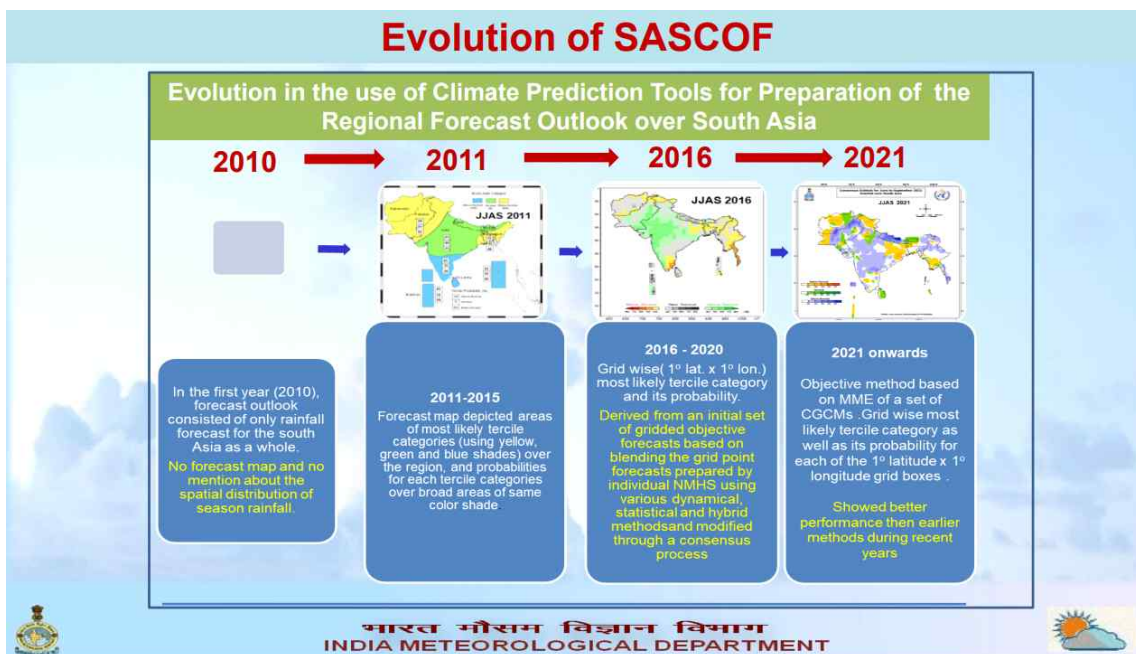 Evolution of SASCOF
Evolution in the use of Climate Prediction Tools for Preparation of the
Regional Forecast Outlook over South Asia
2010
2011
2016
2021
JJAS 2011
JJAS 2016
JJAS 2021
In the first year (2010),
forecast outlook
consisted of only rainfall
forecast for the south
Asia as a whole.
No forecast map and no
mention about the
spatial distribution of
season rainfall.
2011-2015
Forecast map depicted areas
of most likely tercile
categories (using yellow,
green and blue shades) over
the region, and probabilities
for each tercile categories
over broad areas of same
color shade.
2016 - 2020
Grid wise( 1º lat. x 1º lon.)
most likely tercile category
and its probability.
Derived from an initial set
of gridded objective
forecasts based on
blending the grid point
forecasts prepared by
individual NMHS using
various dynamical,
statistical and hybrid
methodsand modified
through a consensus
process
2021 onwards
Objective method based
on MME of a set of
CGCMs .Grid wise most
likely tercile category as
well as its probability for
each of the 1º latitude x 1º
longitude grid boxes .
Showed better
performance then earlier
methods during recent
years
भारत मौसम विज्ञान विभाग
INDIA METEOROLOGICAL DEPARTMENT